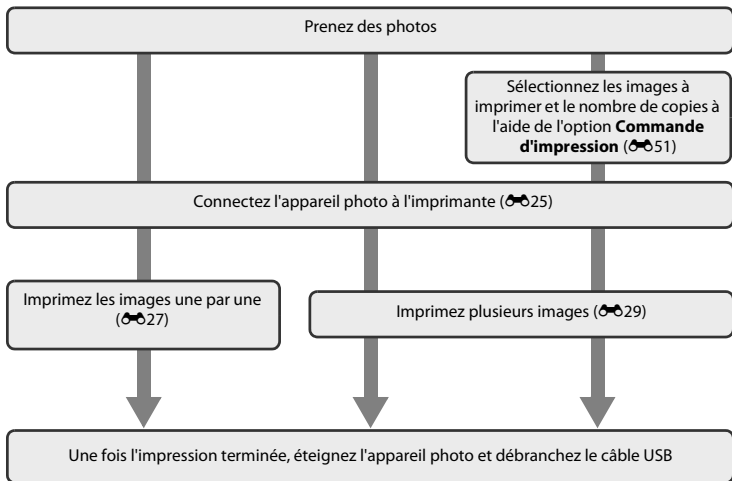 Prenez des photos
Sélectionnez les images à
imprimer et le nombre de copies à
l'aide de l'option Commande
d'impression (51)
Connectez l'appareil photo à l'imprimante (25)
Imprimez les images une par une
(27)
Imprimez plusieurs images (29)
Une fois l'impression terminée, éteignez l'appareil photo et débranchez le câble USB